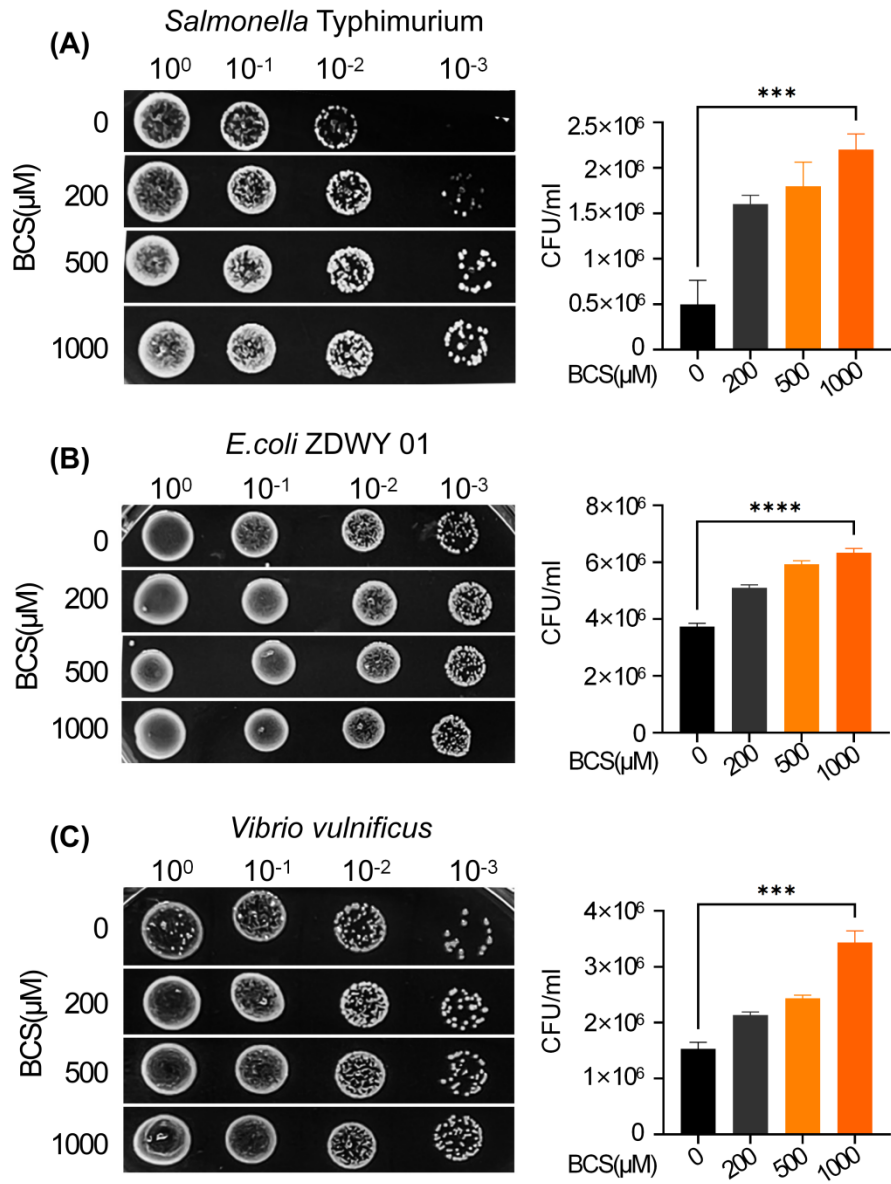 (A)
Salmonella Typhimurium
10⁰ 10⁻¹ 10⁻² 10⁻³
BCS(µM)
0
200
500
1000
***
CFU/ml
2.5×10⁶
2×10⁶
1.5×10⁶
1×10⁶
0.5×10⁶
0
BCS(µM) 0 200 500 1000
(B)
E.coli ZDWY 01
10⁰ 10⁻¹ 10⁻² 10⁻³
BCS(µM)
0
200
500
1000
****
CFU/ml
8×10⁶
6×10⁶
4×10⁶
2×10⁶
0
BCS(µM) 0 200 500 1000
(C)
Vibrio vulnificus
10⁰ 10⁻¹ 10⁻² 10⁻³
BCS(µM)
0
200
500
1000
***
CFU/ml
4×10⁶
3×10⁶
2×10⁶
1×10⁶
0
BCS(µM) 0 200 500 1000